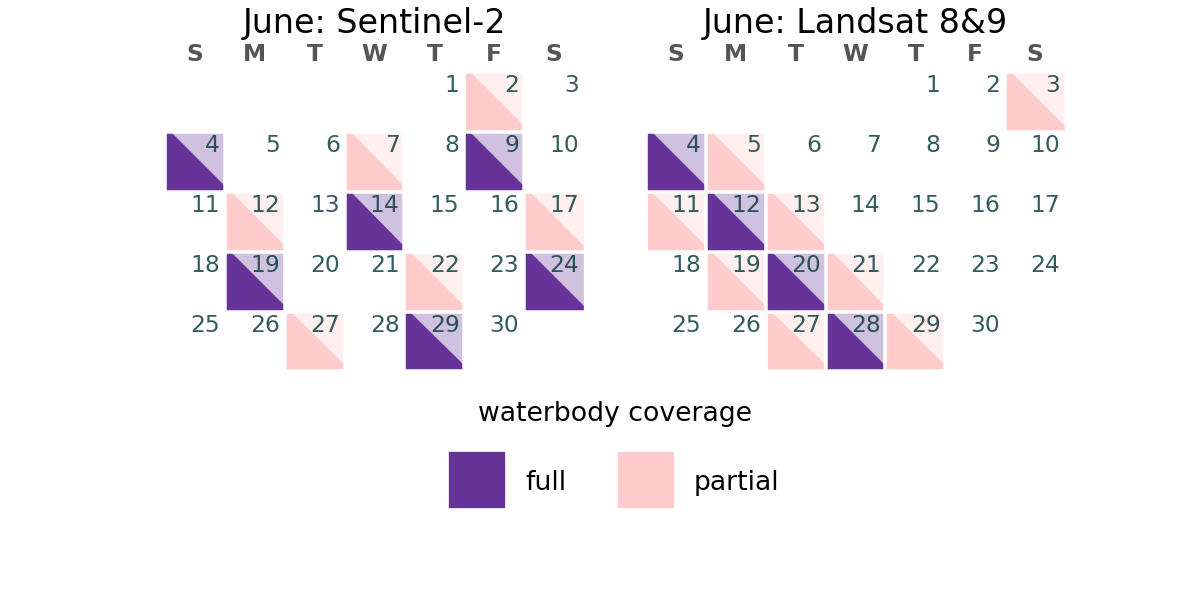 June: Sentinel-2
S M T W T F S
1 2 3
4 5 6 7 8 9 10
11 12 13 14 15 16 17
18 19 20 21 22 23 24
25 26 27 28 29 30
June: Landsat 8&9
S M T W T F S
1 2 3
4 5 6 7 8 9 10
11 12 13 14 15 16 17
18 19 20 21 22 23 24
25 26 27 28 29 30
waterbody coverage
full partial